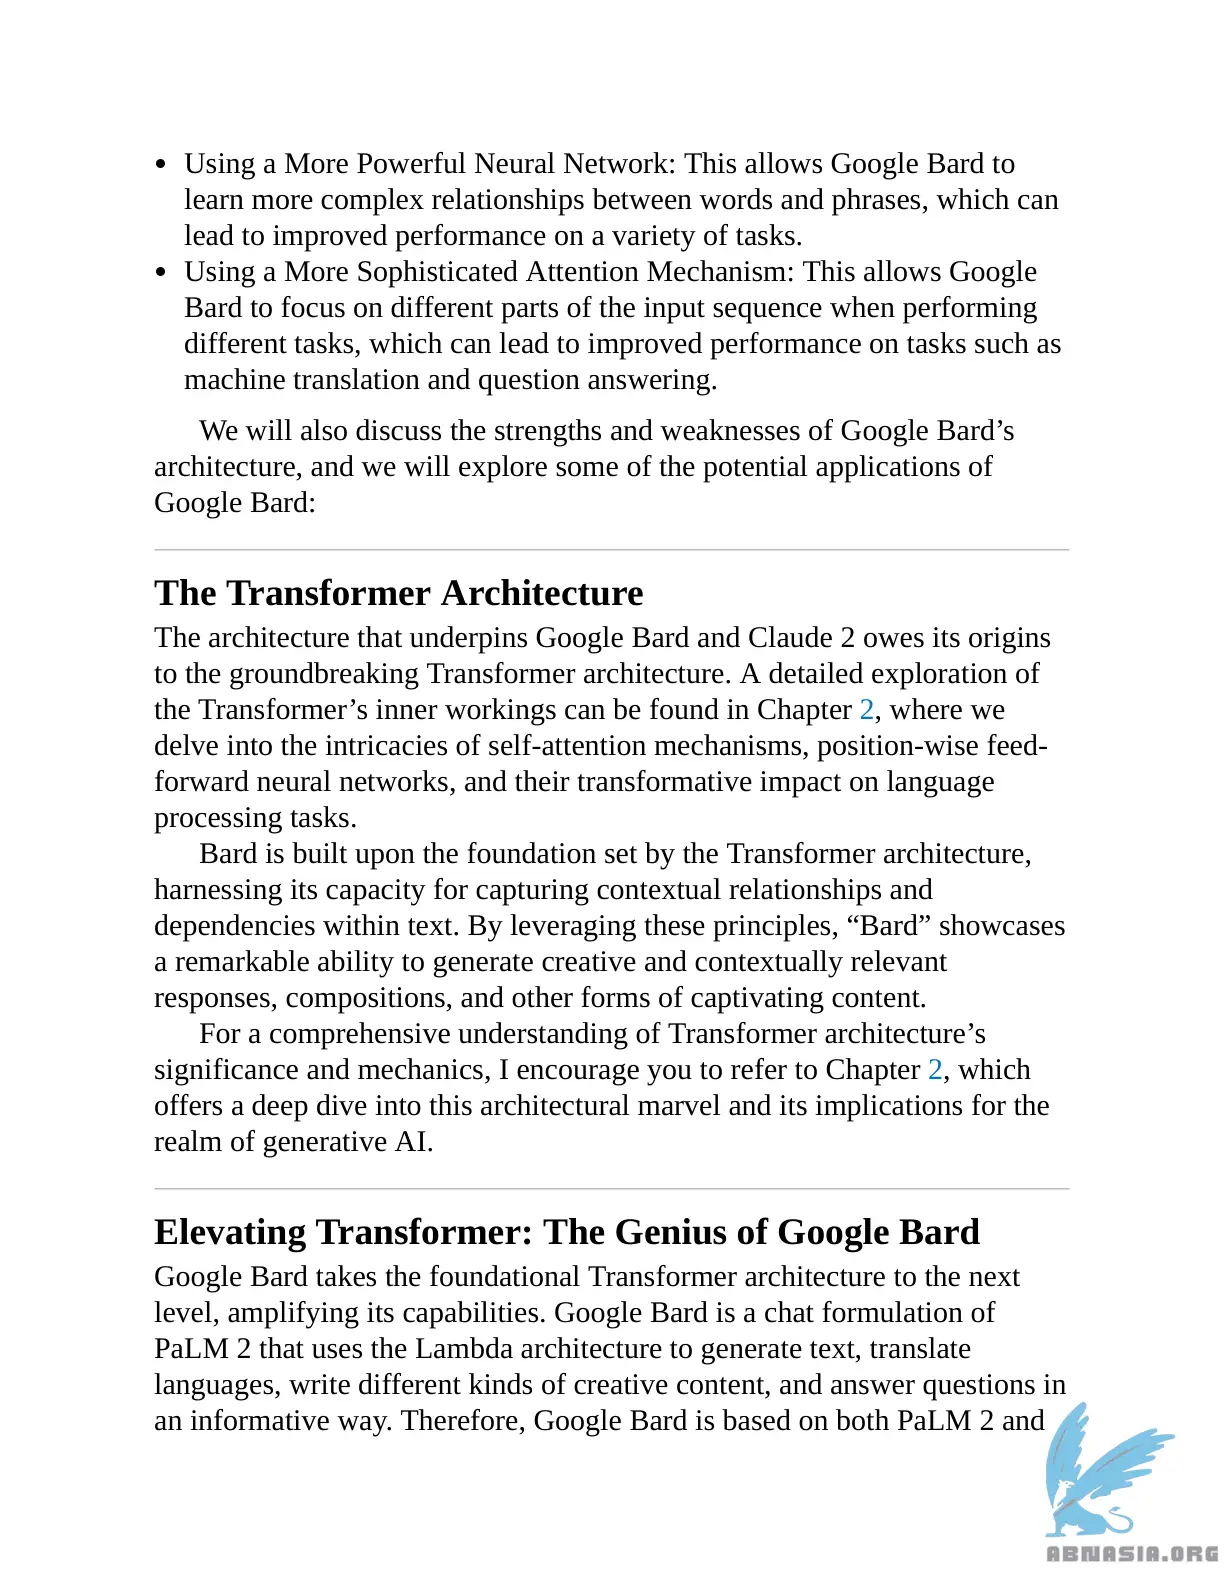 • Using a More Powerful Neural Network: This allows Google Bard to
learn more complex relationships between words and phrases, which can
lead to improved performance on a variety of tasks.
• Using a More Sophisticated Attention Mechanism: This allows Google
Bard to focus on different parts of the input sequence when performing
different tasks, which can lead to improved performance on tasks such as
machine translation and question answering.
We will also discuss the strengths and weaknesses of Google Bard’s
architecture, and we will explore some of the potential applications of
Google Bard:
The Transformer Architecture
The architecture that underpins Google Bard and Claude 2 owes its origins
to the groundbreaking Transformer architecture. A detailed exploration of
the Transformer’s inner workings can be found in Chapter 2, where we
delve into the intricacies of self-attention mechanisms, position-wise feed-
forward neural networks, and their transformative impact on language
processing tasks.
Bard is built upon the foundation set by the Transformer architecture,
harnessing its capacity for capturing contextual relationships and
dependencies within text. By leveraging these principles, “Bard” showcases
a remarkable ability to generate creative and contextually relevant
responses, compositions, and other forms of captivating content.
For a comprehensive understanding of Transformer architecture’s
significance and mechanics, I encourage you to refer to Chapter 2, which
offers a deep dive into this architectural marvel and its implications for the
realm of generative AI.
Elevating Transformer: The Genius of Google Bard
Google Bard takes the foundational Transformer architecture to the next
level, amplifying its capabilities. Google Bard is a chat formulation of
PaLM 2 that uses the Lambda architecture to generate text, translate
languages, write different kinds of creative content, and answer questions in
an informative way. Therefore, Google Bard is based on both PaLM 2 and
ABNASIA.ORG